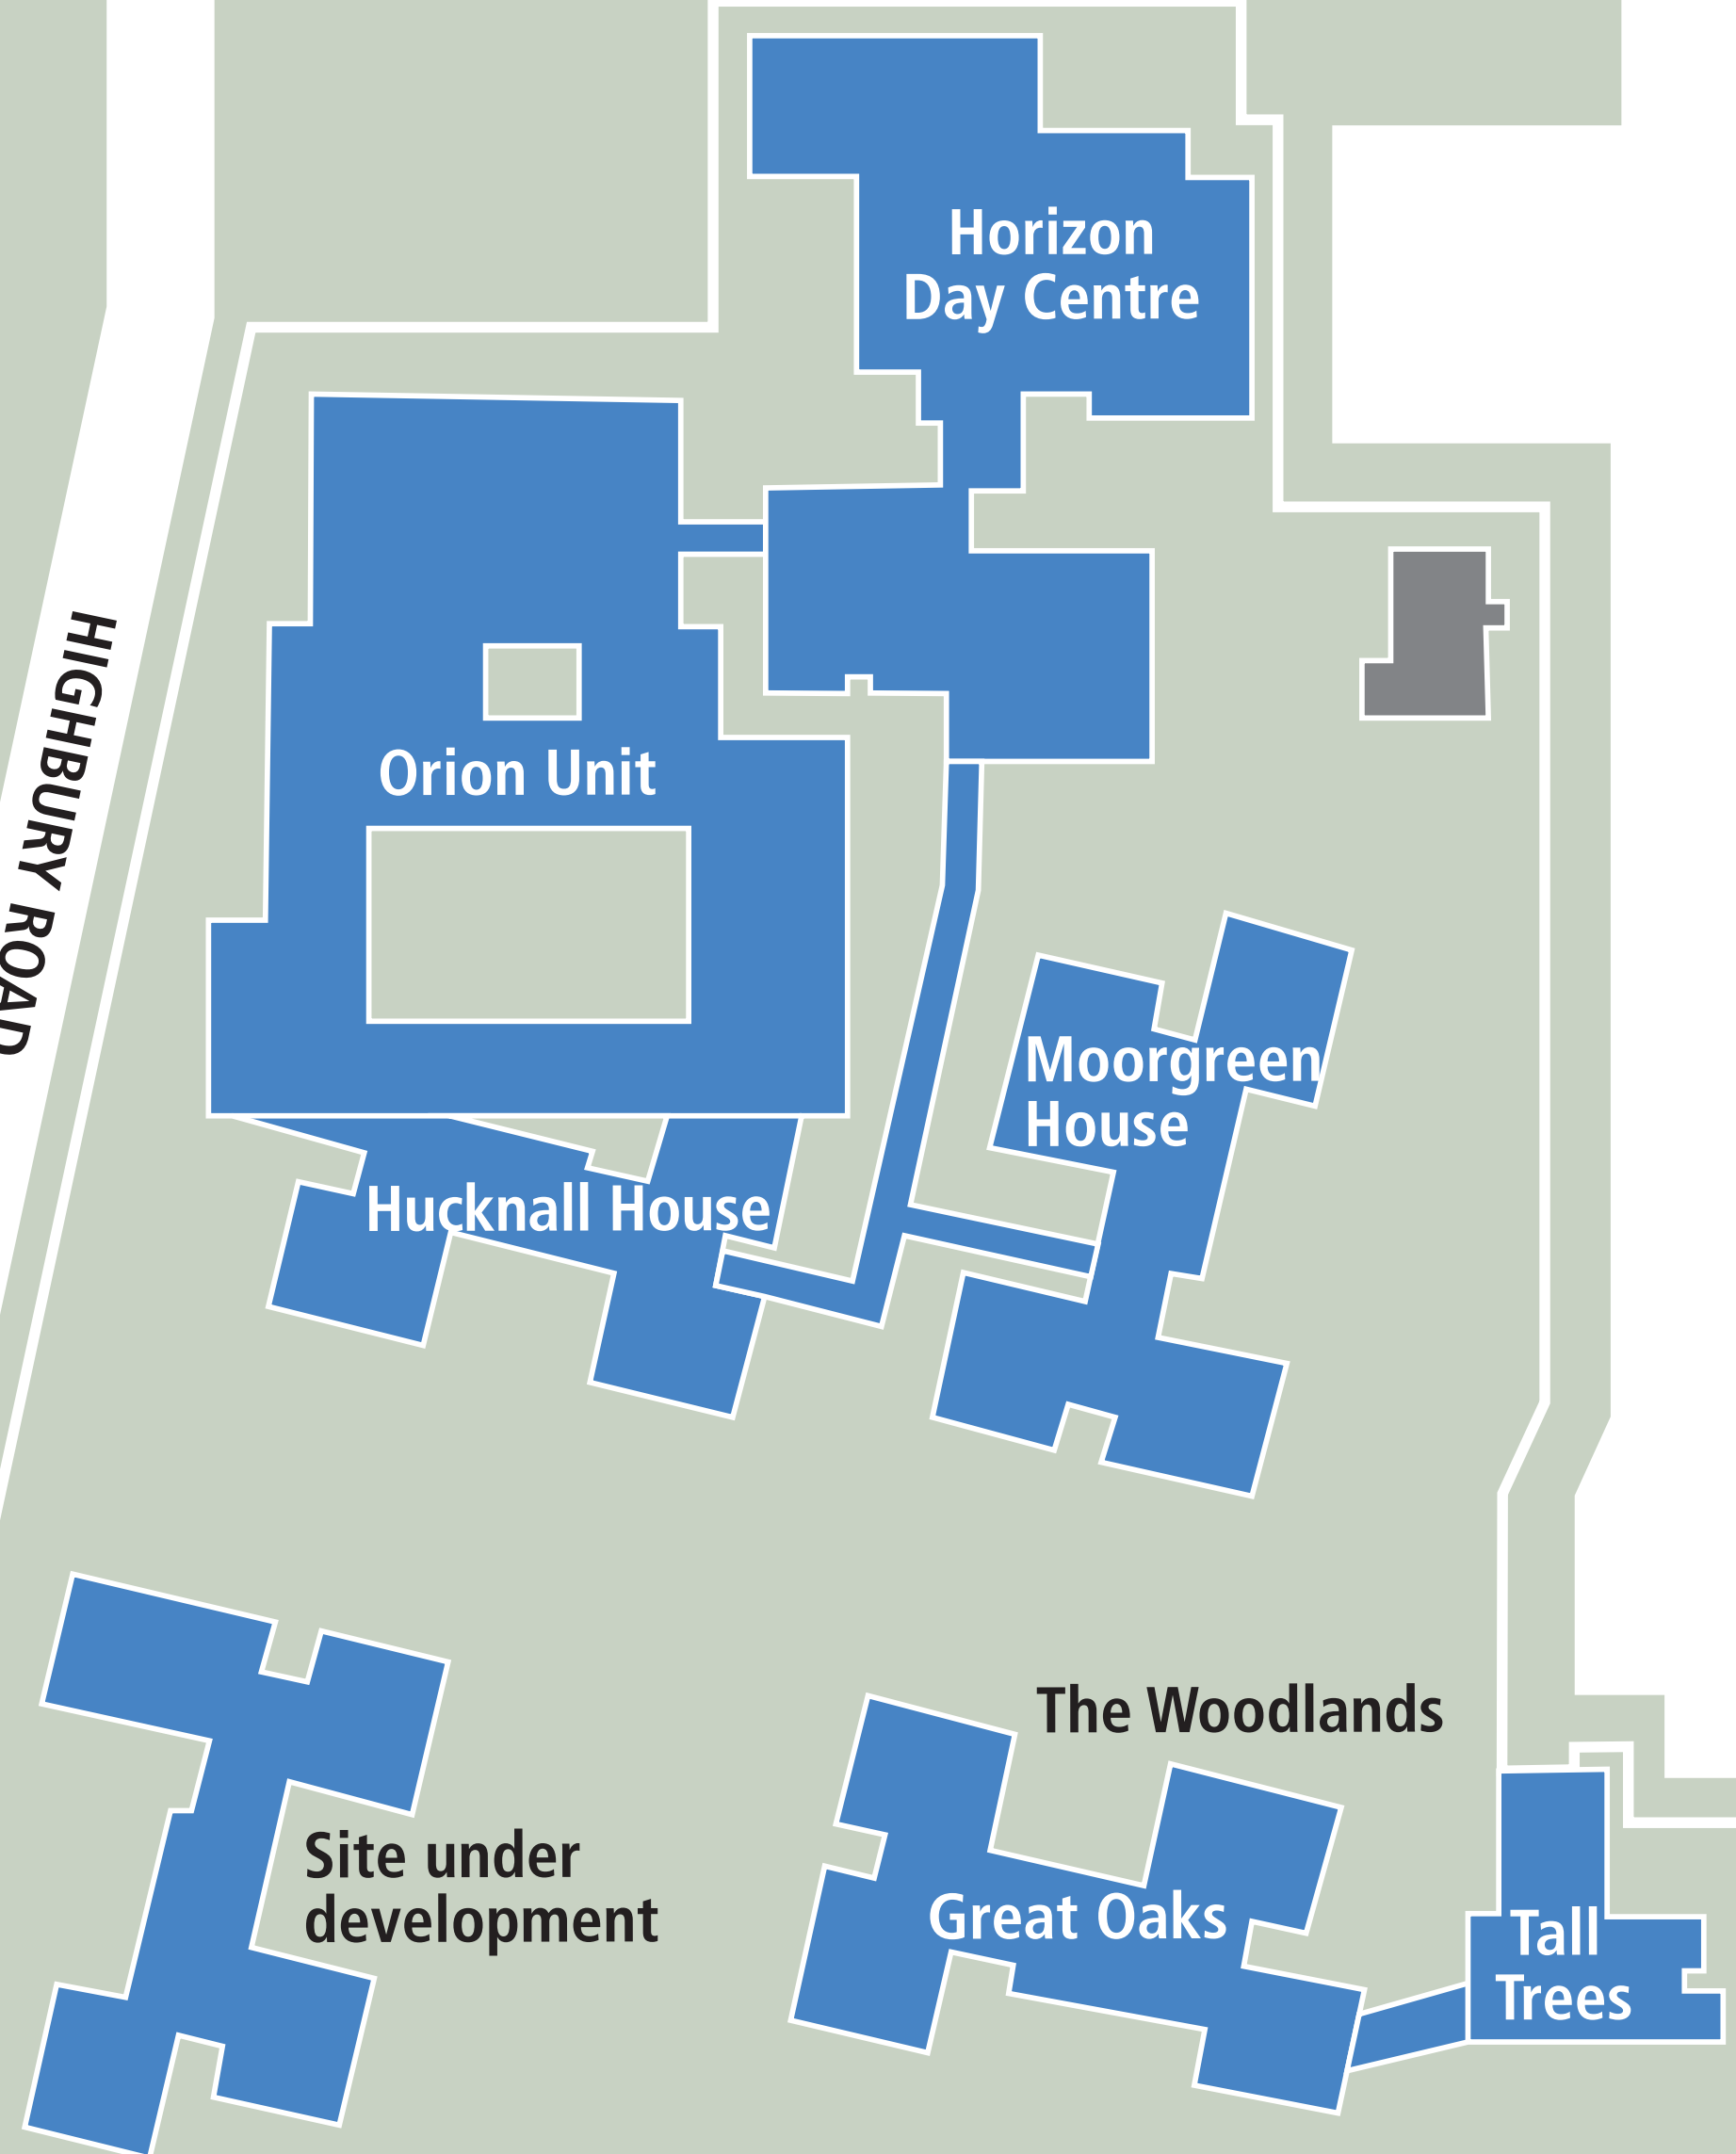 Horizon
Day Centre
HIGHBURY ROAD
Orion Unit
Moorgreen
House
Hucknall House
The Woodlands
Site under
development
Great Oaks
Tall
Trees